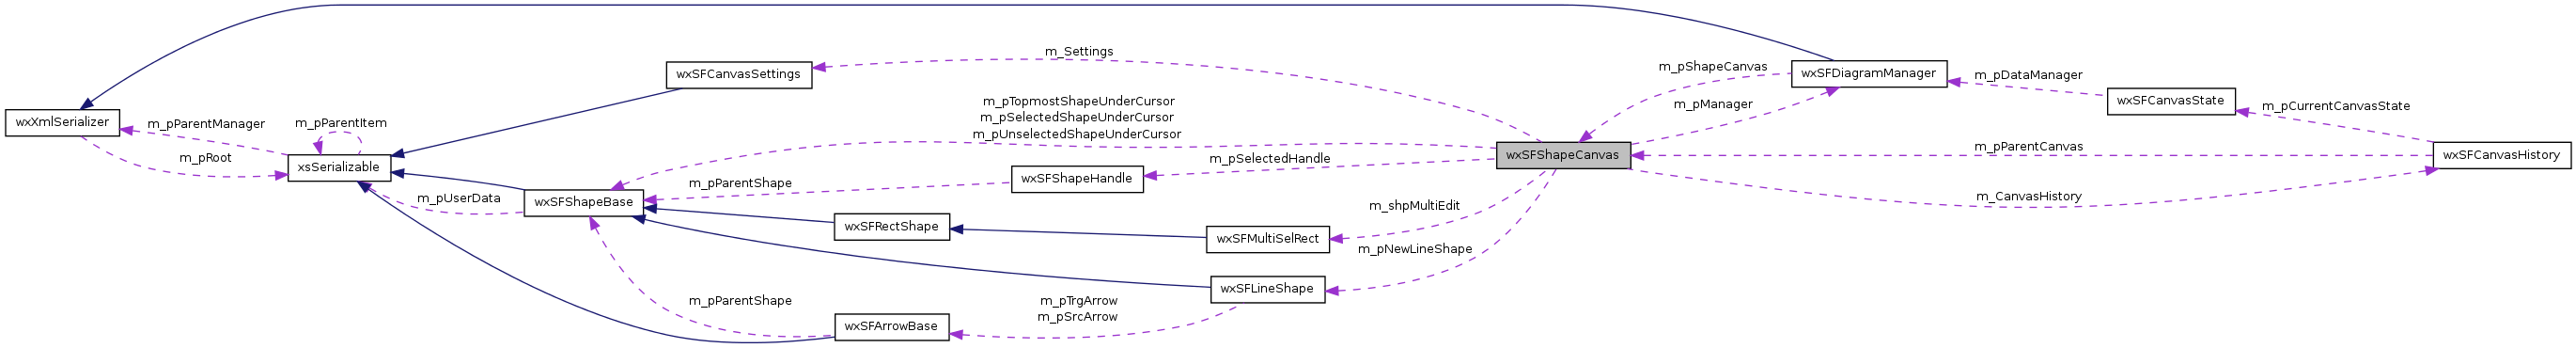 m_Settings
m_pShapeCanvas
wxSFCanvasSettings
wxSFDiagramManager
m_pDataManager
m_pTopmostShapeUnderCursor
m_pSelectedShapeUnderCursor
m_pUnselectedShapeUnderCursor
m_pManager
wxSFCanvasState
m_pCurrentCanvasState
wxXmlSerializer
m_pParentManager
m_pParentItem
m_pRoot
xsSerializable
m_pSelectedHandle
wxSFShapeCanvas
m_pParentCanvas
wxSFCanvasHistory
m_pParentShape
wxSFShapeHandle
m_pUserData
wxSFShapeBase
m_shpMultiEdit
m_CanvasHistory
wxSFRectShape
wxSFMultiSelRect
m_pNewLineShape
wxSFLineShape
m_pParentShape
m_pTrgArrow
m_pSrcArrow
wxSFArrowBase